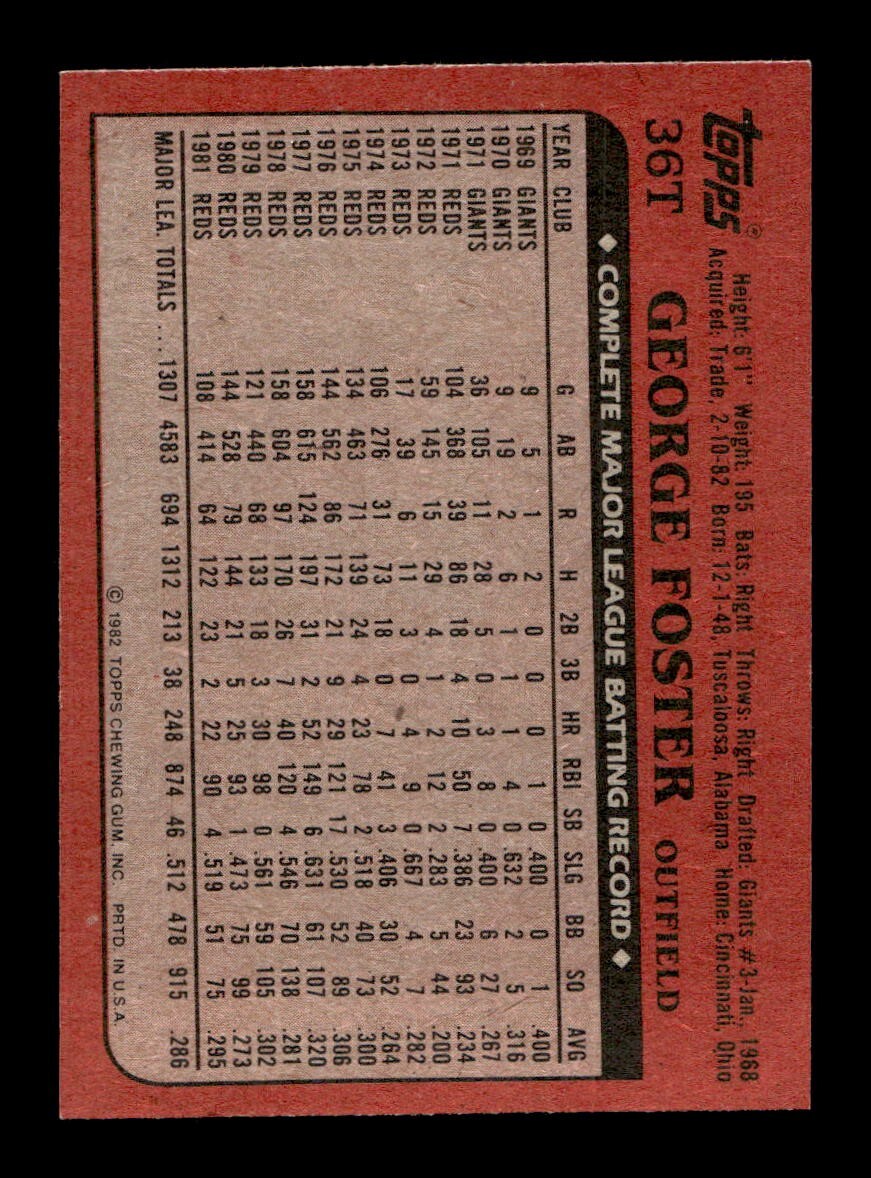 topps®
Height: 6'1" Weight: 195 Bats: Right Throws: Right Drafted: Giants #3-Jan., 1968
Acquired: Trade, 2-10-82 Born: 12-1-48, Tuscaloosa, Alabama Home: Cincinnati, Ohio
36T GEORGE FOSTER OUTFIELD
◆ COMPLETE MAJOR LEAGUE BATTING RECORD ◆
YEAR CLUB G AB R H 2B 3B HR RBI SB SLG BB SO AVG
1969 GIANTS 9 5 1 2 0 0 0 1 0 .400 0 1 .400
1970 GIANTS 9 19 2 6 1 1 1 4 0 .632 2 5 .316
1971 GIANTS 36 105 11 28 5 0 3 8 0 .400 6 27 .267
1971 REDS 104 368 39 86 18 4 10 50 7 .386 23 93 .234
1972 REDS 59 145 15 29 4 1 2 12 2 .283 5 44 .200
1973 REDS 17 39 6 11 3 0 4 9 0 .667 4 7 .282
1974 REDS 106 276 31 73 18 0 7 41 3 .406 30 52 .264
1975 REDS 134 463 71 139 24 4 23 78 2 .518 40 73 .300
1976 REDS 144 562 86 172 21 9 29 121 17 .530 52 89 .306
1977 REDS 158 615 124 197 31 2 52 149 6 .631 61 107 .320
1978 REDS 158 604 97 170 26 7 40 120 4 .546 70 138 .281
1979 REDS 121 440 68 133 18 3 30 98 0 .561 59 105 .302
1980 REDS 144 528 79 144 21 5 25 93 1 .473 75 99 .273
1981 REDS 108 414 64 122 23 2 22 90 4 .519 51 75 .295
MAJOR LEA. TOTALS ... 1307 4583 694 1312 213 38 248 874 46 .512 478 915 .286
© 1982 TOPPS CHEWING GUM, INC. PRTD. IN U.S.A.